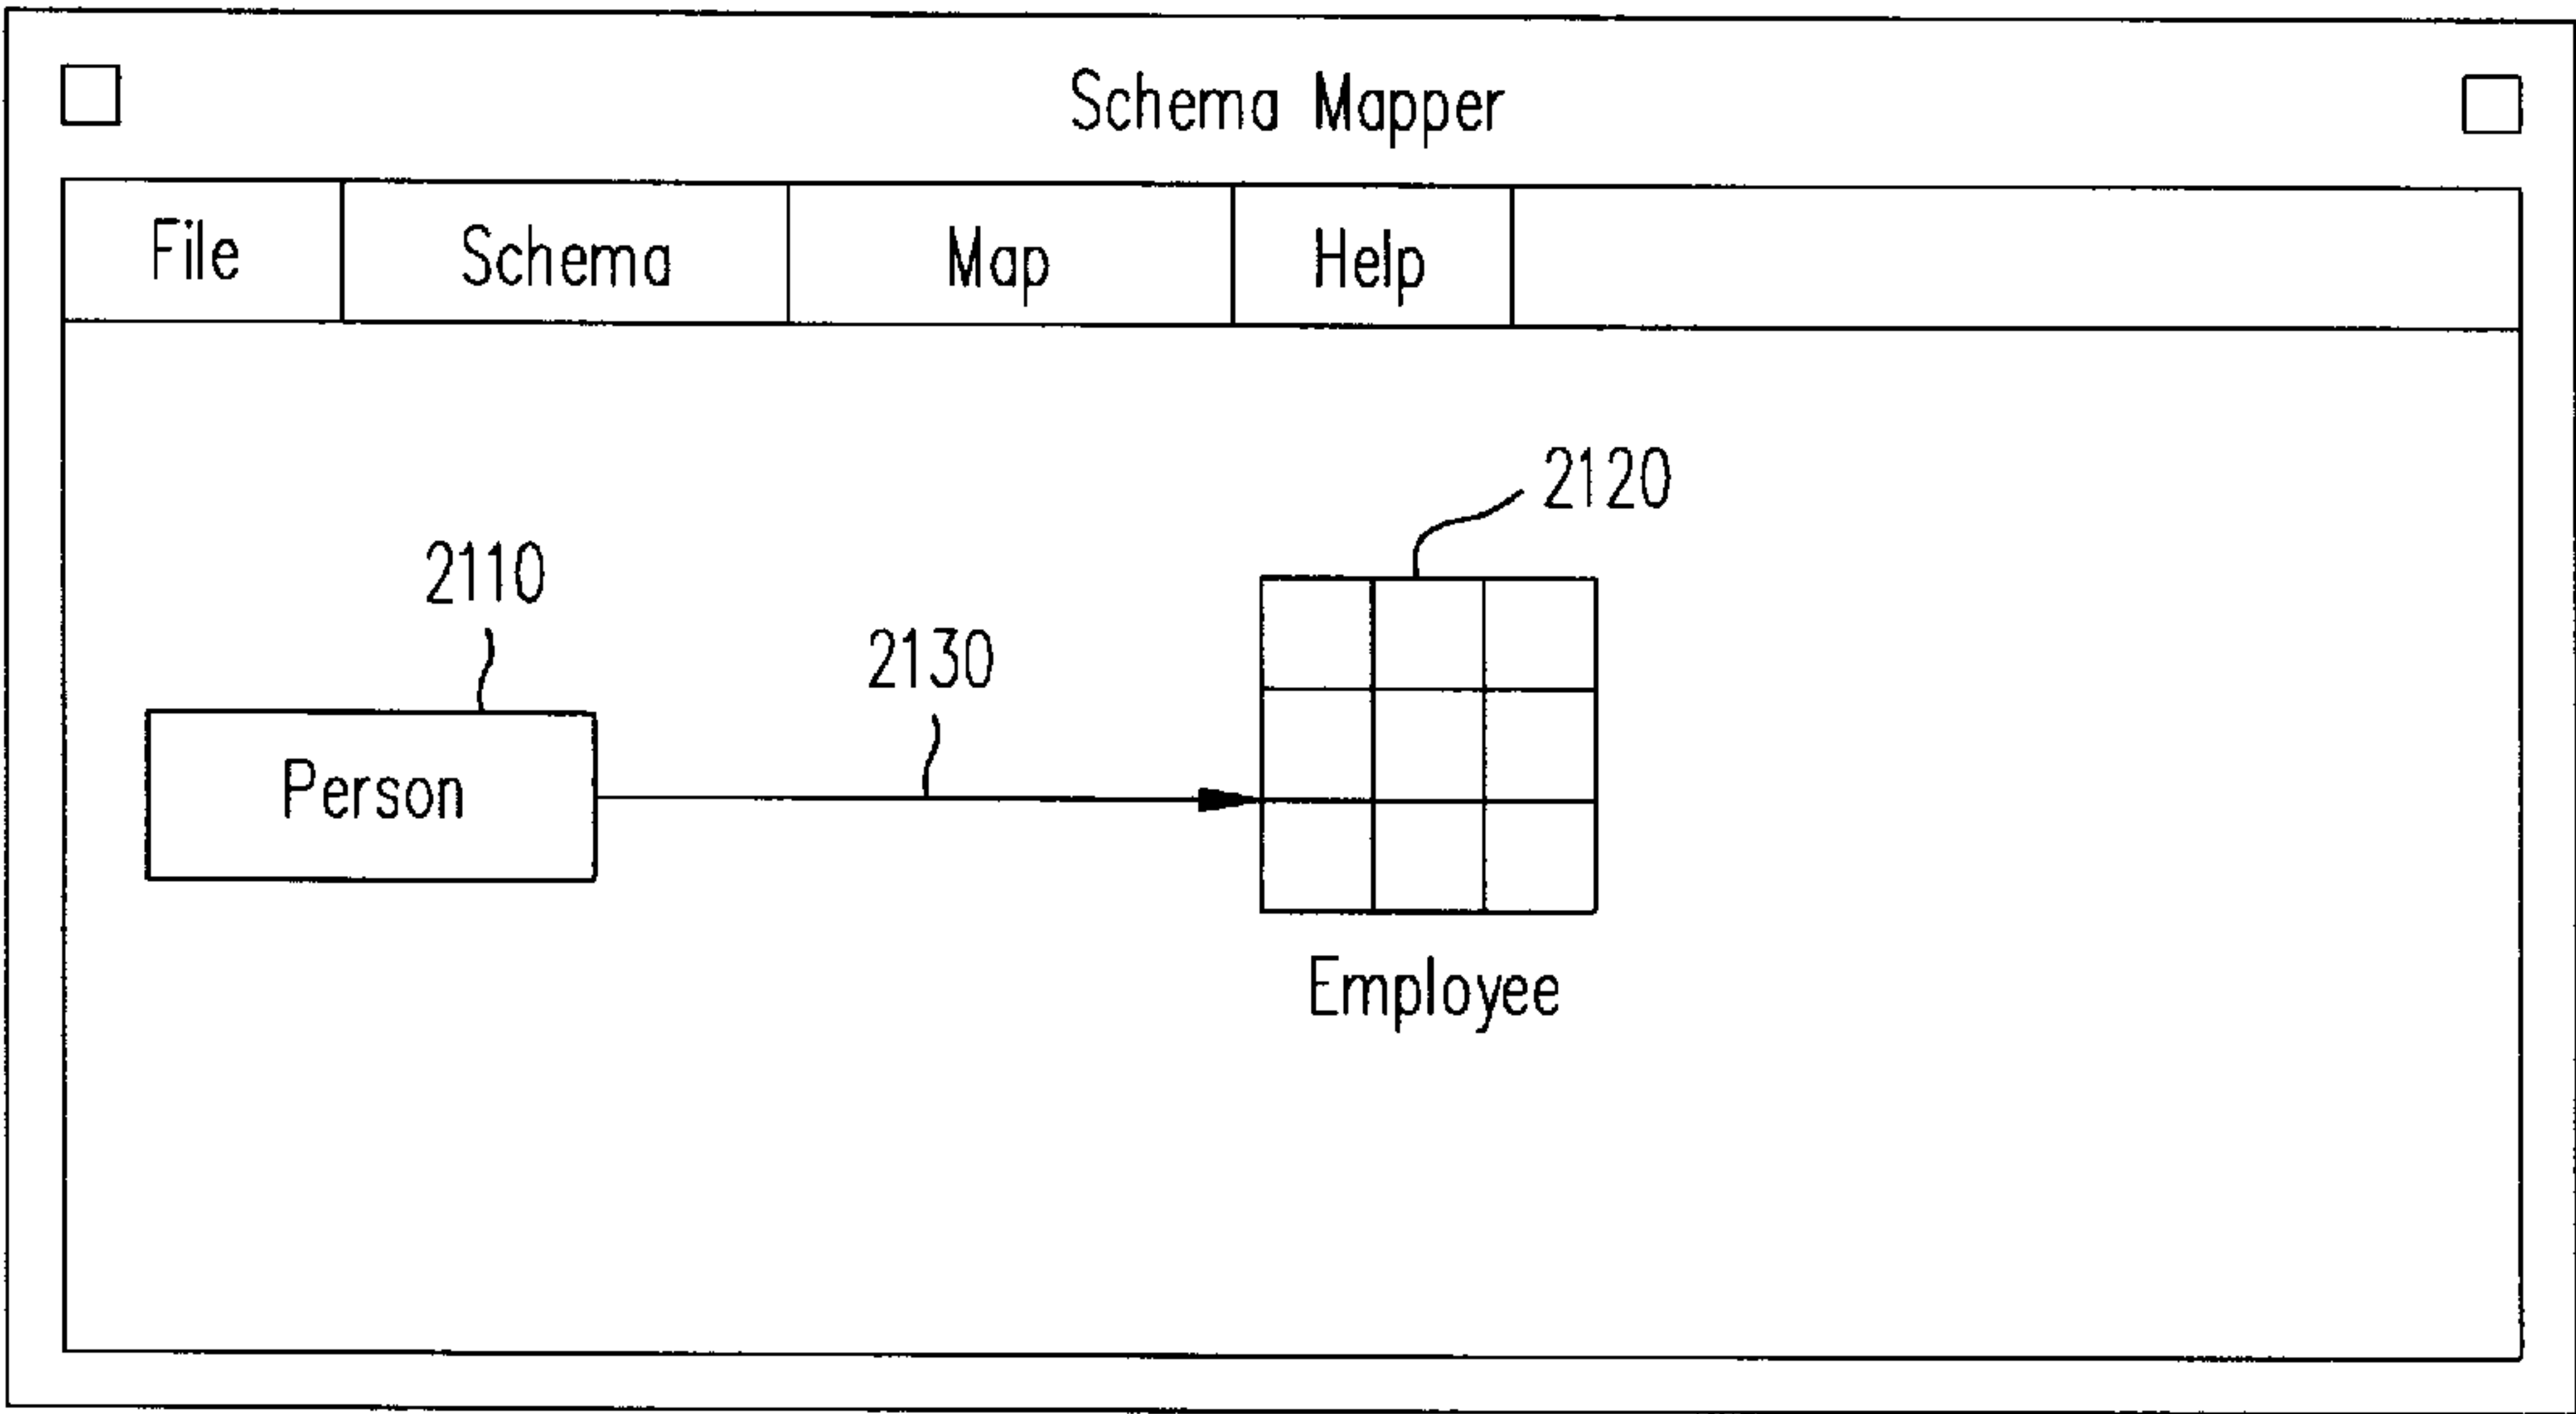 Schema Mapper
File Schema Map Help
2120
2110
2130
Person
Employee